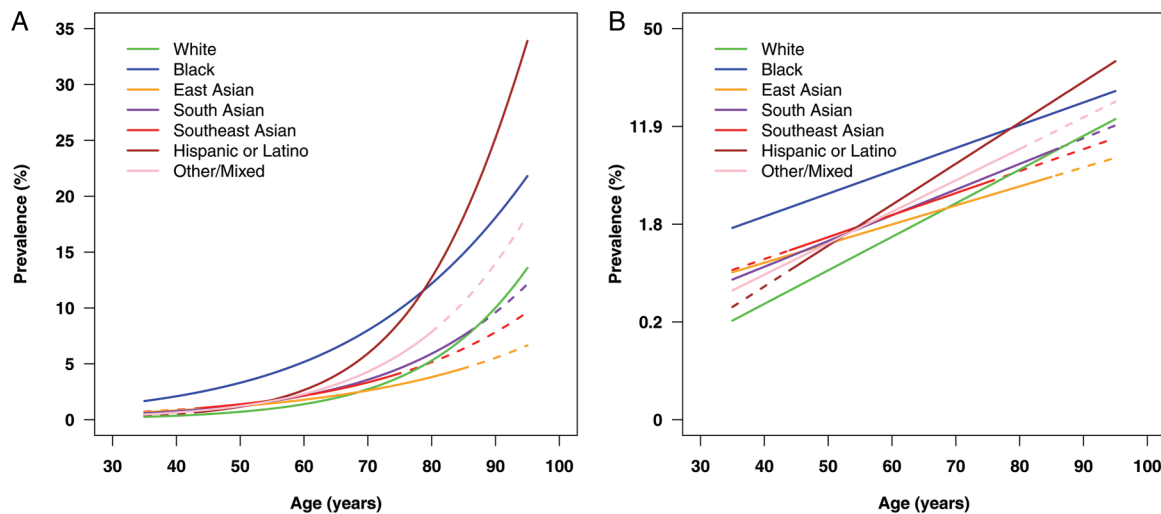 A
Prevalence (%)
35
30
25
20
15
10
5
0
White
Black
East Asian
South Asian
Southeast Asian
Hispanic or Latino
Other/Mixed
30 40 50 60 70 80 90 100
Age (years)
B
Prevalence (%)
50
11.9
1.8
0.2
0
White
Black
East Asian
South Asian
Southeast Asian
Hispanic or Latino
Other/Mixed
30 40 50 60 70 80 90 100
Age (years)